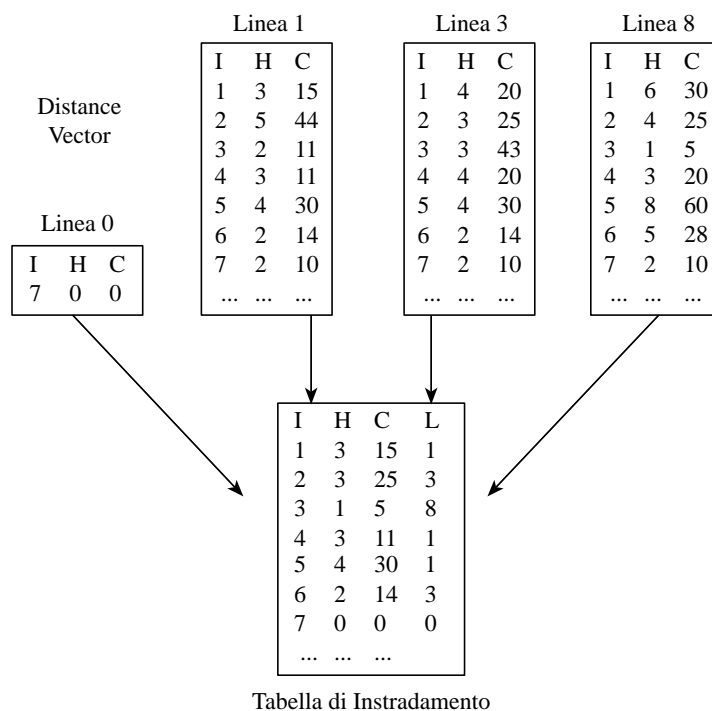 Linea 1
I H C
1 3 15
2 5 44
3 2 11
4 3 11
5 4 30
6 2 14
7 2 10
... ... ...
Linea 3
I H C
1 4 20
2 3 25
3 3 43
4 4 20
5 4 30
6 2 14
7 2 10
... ... ...
Linea 8
I H C
1 6 30
2 4 25
3 1 5
4 3 20
5 8 60
6 5 28
7 2 10
... ... ...
Distance
Vector
Linea 0
I H C
7 0 0
I H C L
1 3 15 1
2 3 25 3
3 1 5 8
4 3 11 1
5 4 30 1
6 2 14 3
7 0 0 0
... ... ...
Tabella di Instradamento